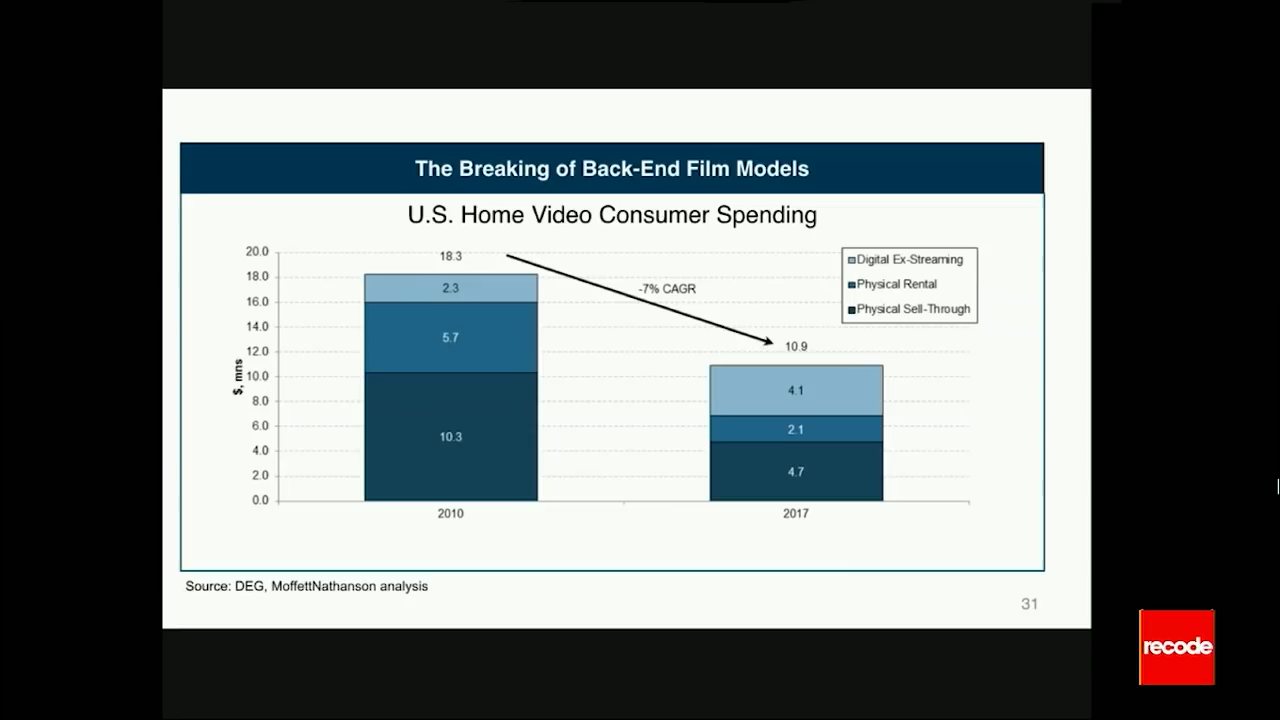 The Breaking of Back-End Film Models
U.S. Home Video Consumer Spending
20.0
18.0
16.0
14.0
12.0
10.0
8.0
6.0
4.0
2.0
0.0
$, mns
18.3
2.3
5.7
10.3
-7% CAGR
10.9
4.1
2.1
4.7
Digital Ex-Streaming
Physical Rental
Physical Sell-Through
2010
2017
Source: DEG, MoffettNathanson analysis
31
recode